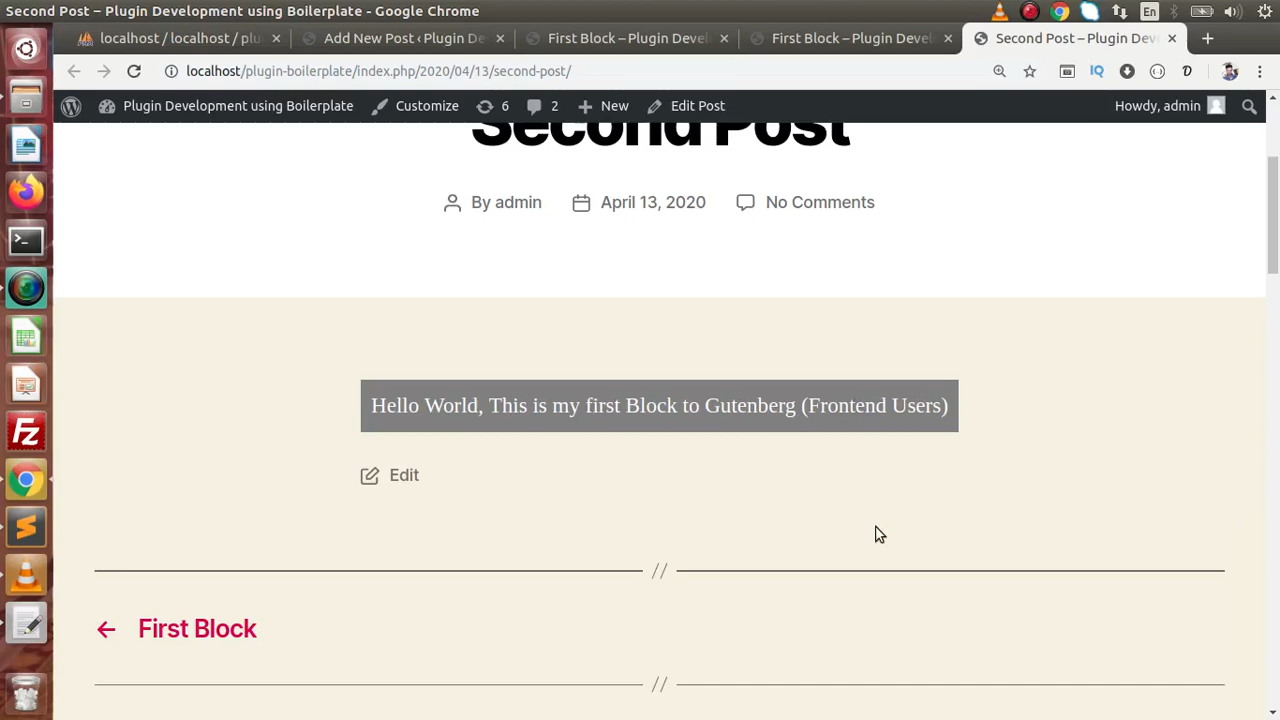 Second Post – Plugin Development using Boilerplate - Google Chrome
En
localhost / localhost / plu
Add New Post ‹ Plugin De
First Block – Plugin Devel
First Block – Plugin Devel
Second Post – Plugin Deve
localhost/plugin-boilerplate/index.php/2020/04/13/second-post/
IQ
Plugin Development using Boilerplate
Customize
6
2
New
Edit Post
Howdy, admin
Second Post
By admin
April 13, 2020
No Comments
Hello World, This is my first Block to Gutenberg (Frontend Users)
Edit
//
← First Block
//